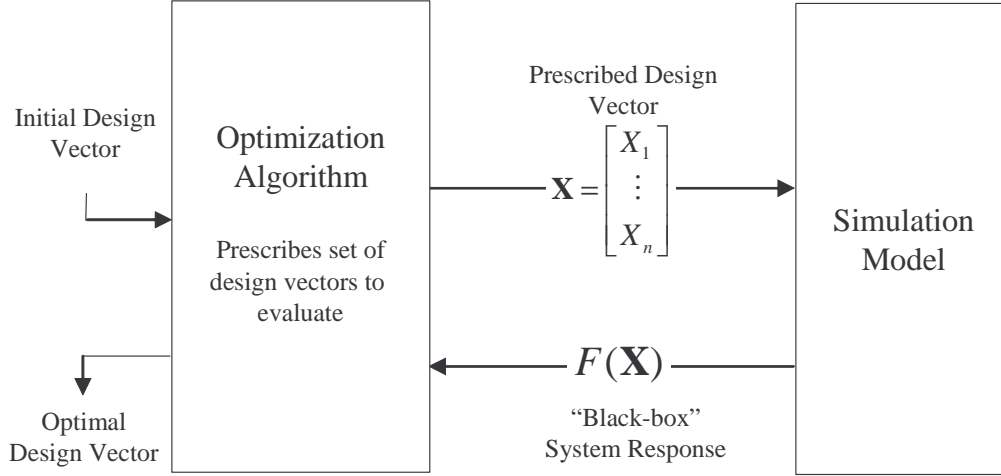 Initial Design
Vector
Optimization
Algorithm
Prescribes set of
design vectors to
evaluate
Optimal
Design Vector
Prescribed Design
Vector
X = [X₁ ⋮ Xₙ]
F(X)
“Black-box”
System Response
Simulation
Model